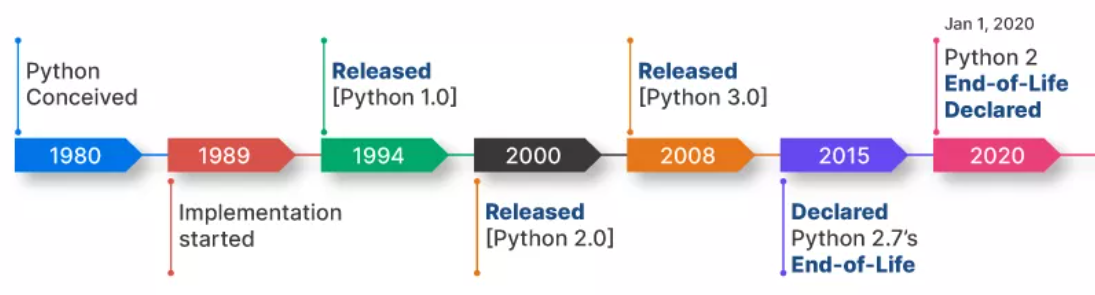 Jan 1, 2020
Python
Conceived
Released
[Python 1.0]
Released
[Python 3.0]
Python 2
End-of-Life
Declared
1980
1989
1994
2000
2008
2015
2020
Implementation
started
Released
[Python 2.0]
Declared
Python 2.7's
End-of-Life